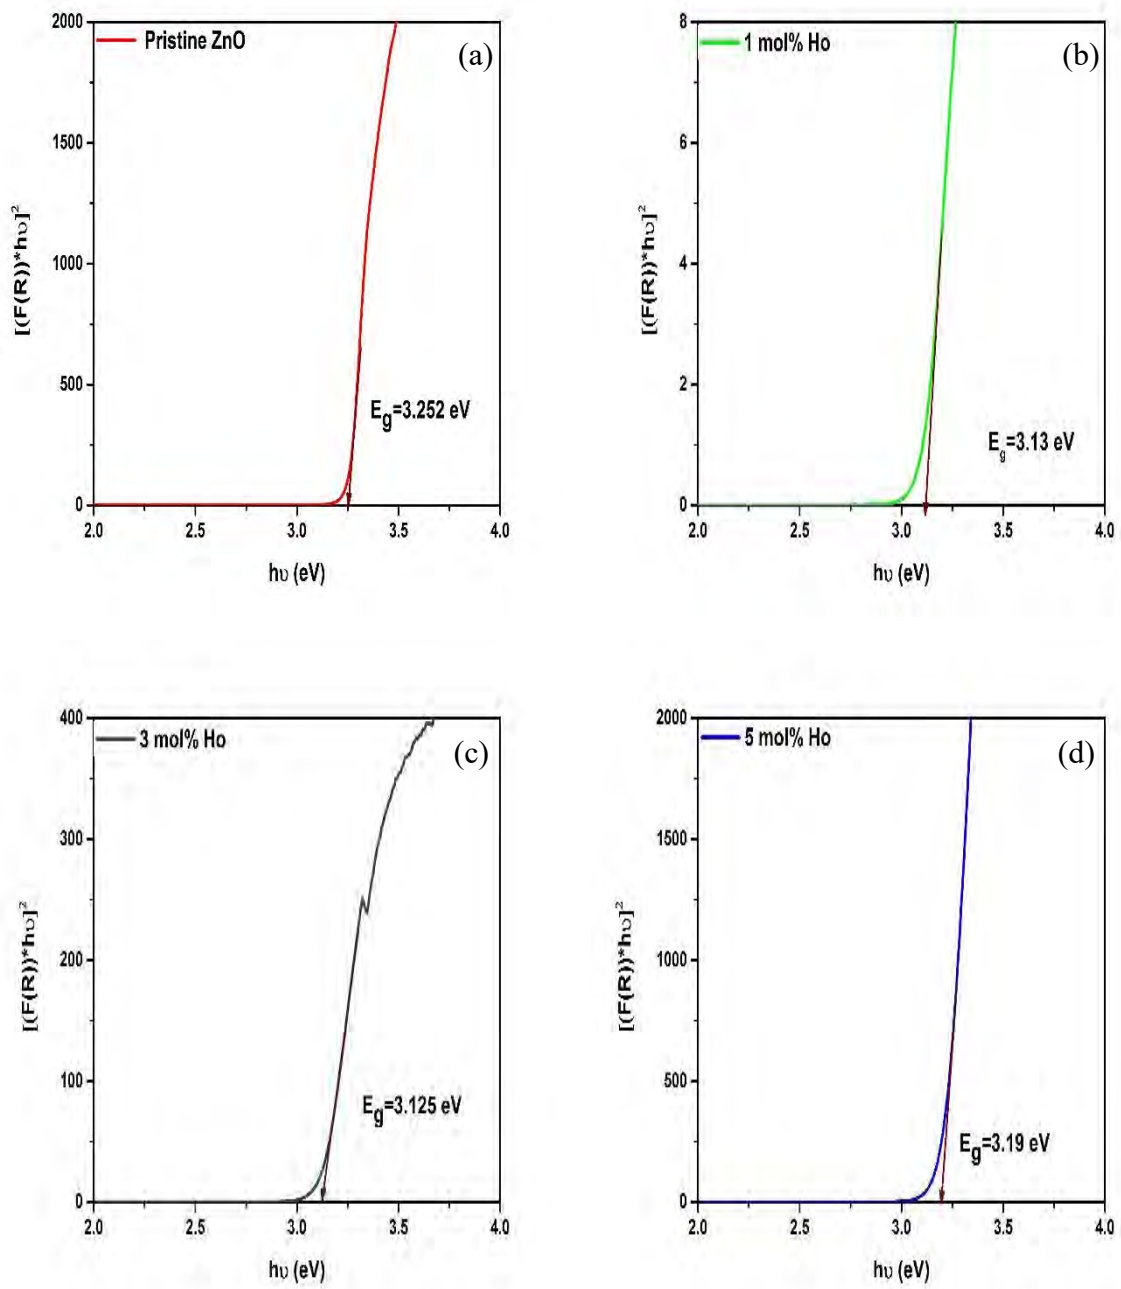 Pristine ZnO
(a)
2000
1500
1000
500
0
[(F(R))*hυ]²
E_g=3.252 eV
2.0 2.5 3.0 3.5 4.0
hυ (eV)
1 mol% Ho
(b)
8
6
4
2
0
[(F(R))*hυ]²
E_g=3.13 eV
2.0 2.5 3.0 3.5 4.0
hυ (eV)
3 mol% Ho
(c)
400
300
200
100
0
[(F(R))*hυ]²
E_g=3.125 eV
2.0 2.5 3.0 3.5 4.0
hυ (eV)
5 mol% Ho
(d)
2000
1500
1000
500
0
[(F(R))*hυ]²
E_g=3.19 eV
2.0 2.5 3.0 3.5 4.0
hυ (eV)